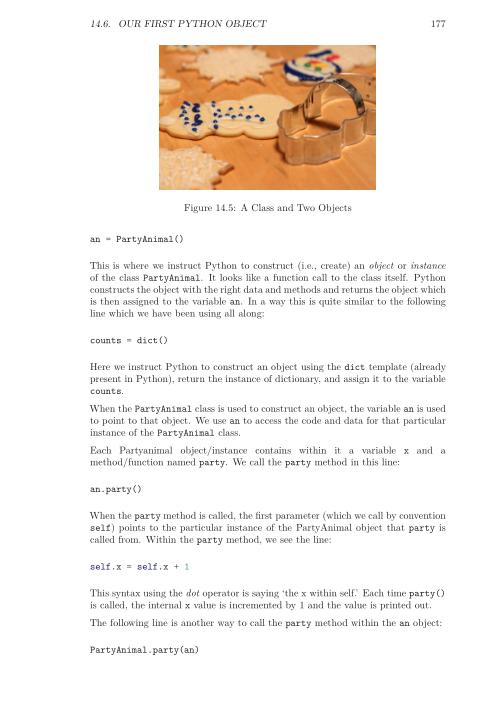 14.6. OUR FIRST PYTHON OBJECT 177
Figure 14.5: A Class and Two Objects
an = PartyAnimal()
This is where we instruct Python to construct (i.e., create) an object or instance
of the class PartyAnimal. It looks like a function call to the class itself. Python
constructs the object with the right data and methods and returns the object which
is then assigned to the variable an. In a way this is quite similar to the following
line which we have been using all along:
counts = dict()
Here we instruct Python to construct an object using the dict template (already
present in Python), return the instance of dictionary, and assign it to the variable
counts.
When the PartyAnimal class is used to construct an object, the variable an is used
to point to that object. We use an to access the code and data for that particular
instance of the PartyAnimal class.
Each Partyanimal object/instance contains within it a variable x and a
method/function named party. We call the party method in this line:
an.party()
When the party method is called, the first parameter (which we call by convention
self) points to the particular instance of the PartyAnimal object that party is
called from. Within the party method, we see the line:
self.x = self.x + 1
This syntax using the dot operator is saying ‘the x within self.’ Each time party()
is called, the internal x value is incremented by 1 and the value is printed out.
The following line is another way to call the party method within the an object:
PartyAnimal.party(an)